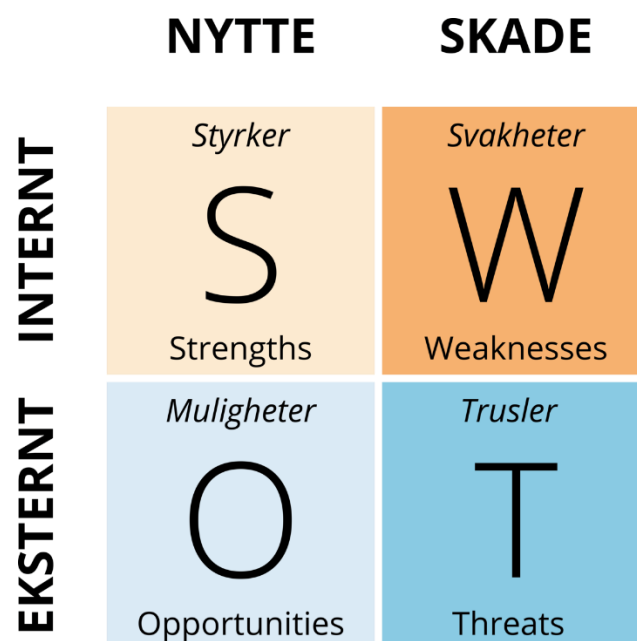 NYTTE SKADE
INTERNT
Styrker Svakheter
S W
Strengths Weaknesses
EKSTERNT
Muligheter Trusler
O T
Opportunities Threats